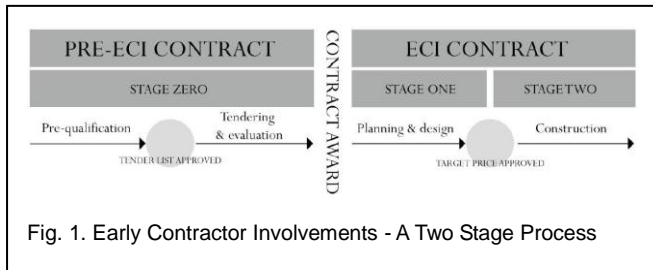 PRE-ECI CONTRACT
STAGE ZERO
Pre-qualification
Tendering
& evaluation
TENDER LIST APPROVED
CONTRACT AWARD
ECI CONTRACT
STAGE ONE
STAGE TWO
Planning & design
Construction
TARGET PRICE APPROVED
Fig. 1. Early Contractor Involvements - A Two Stage Process